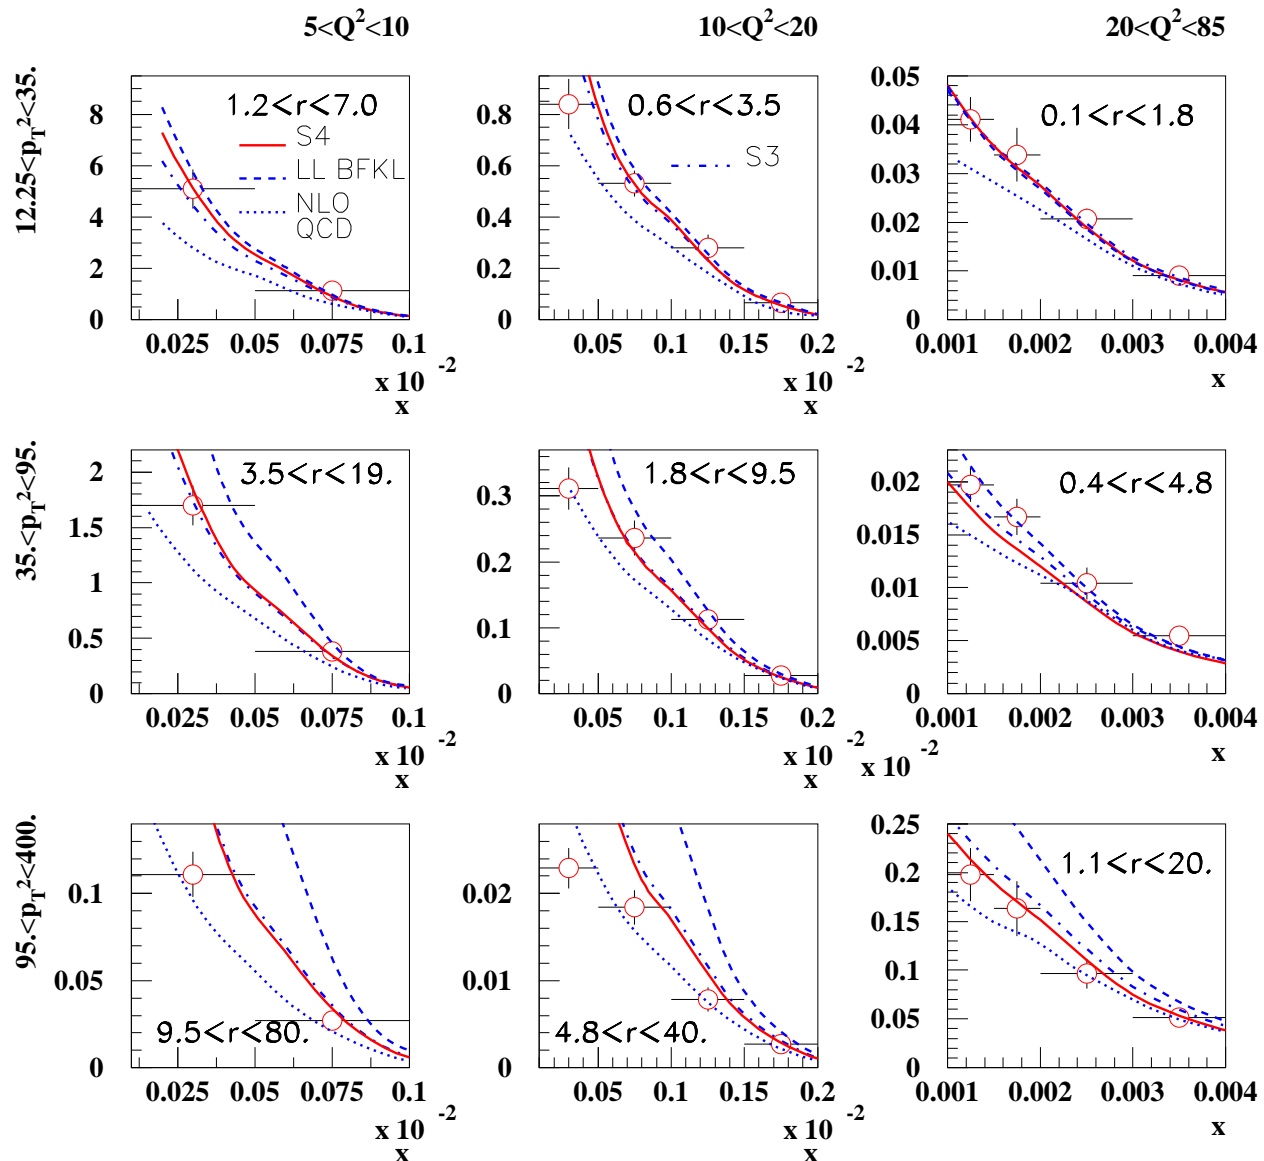 5<Q²<10
10<Q²<20
20<Q²<85
12.25<p_T²<35.
8
6
4
2
0
1.2<r<7.0
S4
LL BFKL
NLO
QCD
0.025 0.05 0.075 0.1
x 10⁻²
x
0.8
0.6
0.4
0.2
0
0.6<r<3.5
S3
0.05 0.1 0.15 0.2
x 10⁻²
x
0.05
0.04
0.03
0.02
0.01
0
0.1<r<1.8
0.001 0.002 0.003 0.004
x
35.<p_T²<95.
2
1.5
1
0.5
0
3.5<r<19.
0.025 0.05 0.075 0.1
x 10⁻²
x
0.3
0.2
0.1
0
1.8<r<9.5
0.05 0.1 0.15 0.2
x 10⁻²
x
0.02
0.015
0.01
0.005
0
0.4<r<4.8
0.001 0.002 0.003 0.004
x
x 10⁻²
95.<p_T²<400.
0.1
0.05
0
9.5<r<80.
0.025 0.05 0.075 0.1
x 10⁻²
x
0.02
0.01
0
4.8<r<40.
0.05 0.1 0.15 0.2
x 10⁻²
x
0.25
0.2
0.15
0.1
0.05
0
1.1<r<20.
0.001 0.002 0.003 0.004
x